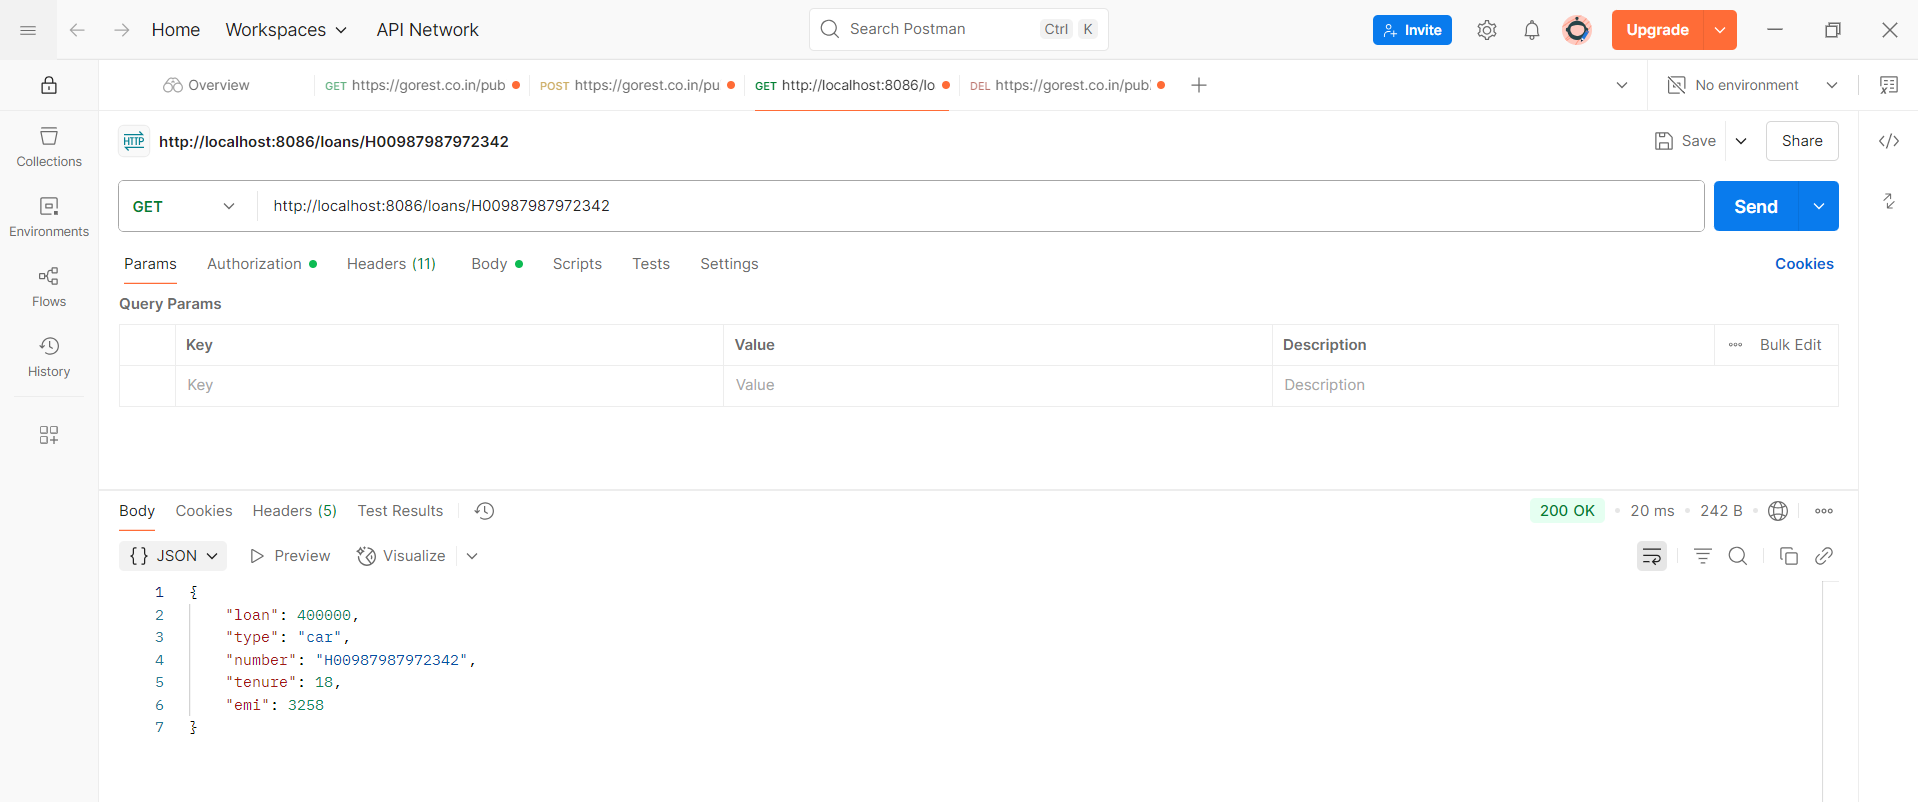 Home Workspaces API Network Search Postman Ctrl K Invite Upgrade
Overview GET https://gorest.co.in/pub POST https://gorest.co.in/pu GET http://localhost:8086/lo DEL https://gorest.co.in/pub No environment
Collections
Environments
Flows
History
HTTP http://localhost:8086/loans/H00987987972342 Save Share
GET http://localhost:8086/loans/H00987987972342 Send
Params Authorization Headers (11) Body Scripts Tests Settings Cookies
Query Params
Key Value Description Bulk Edit
Key Value Description
Body Cookies Headers (5) Test Results 200 OK 20 ms 242 B
{} JSON Preview Visualize
1 {
2 "loan": 400000,
3 "type": "car",
4 "number": "H00987987972342",
5 "tenure": 18,
6 "emi": 3258
7 }